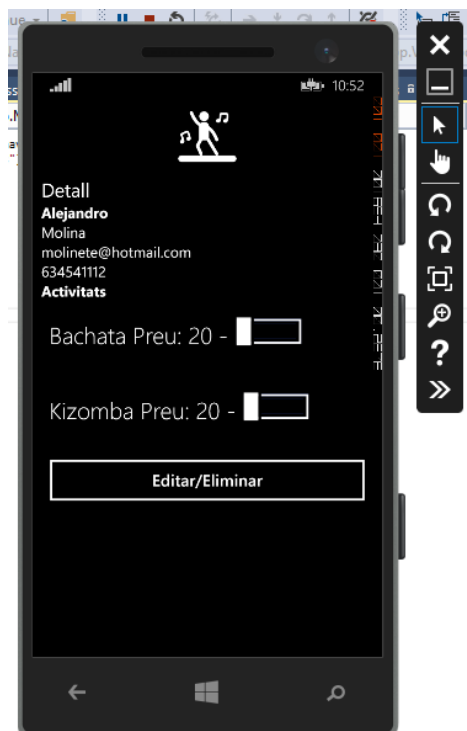 10:52
Detall
Alejandro
Molina
molinete@hotmail.com
634541112
Activitats
Bachata Preu: 20 -
Kizomba Preu: 20 -
Editar/Eliminar